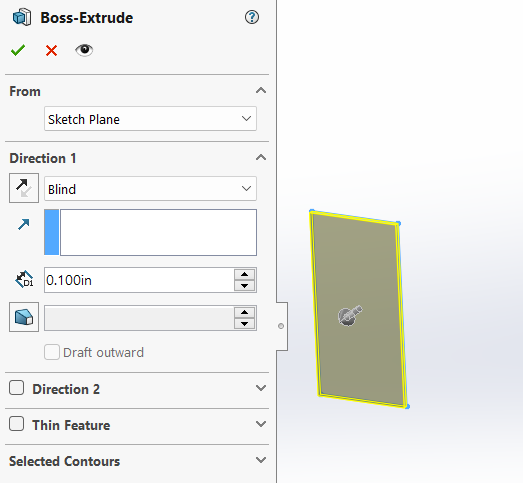 Boss-Extrude
From
Sketch Plane
Direction 1
Blind
D1
0.100in
Draft outward
Direction 2
Thin Feature
Selected Contours